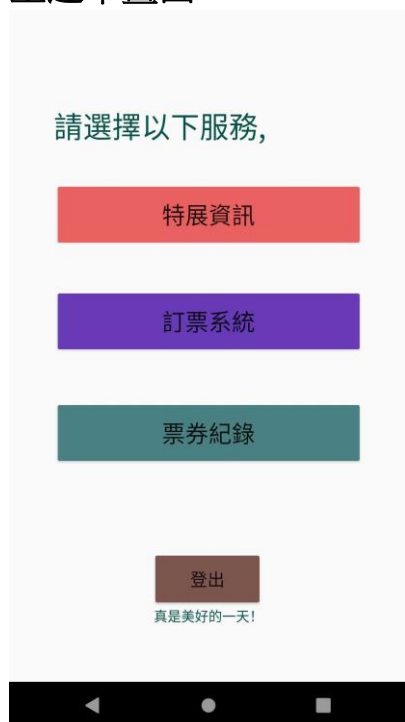 請選擇以下服務,
特展資訊
訂票系統
票券紀錄
登出
真是美好的一天!